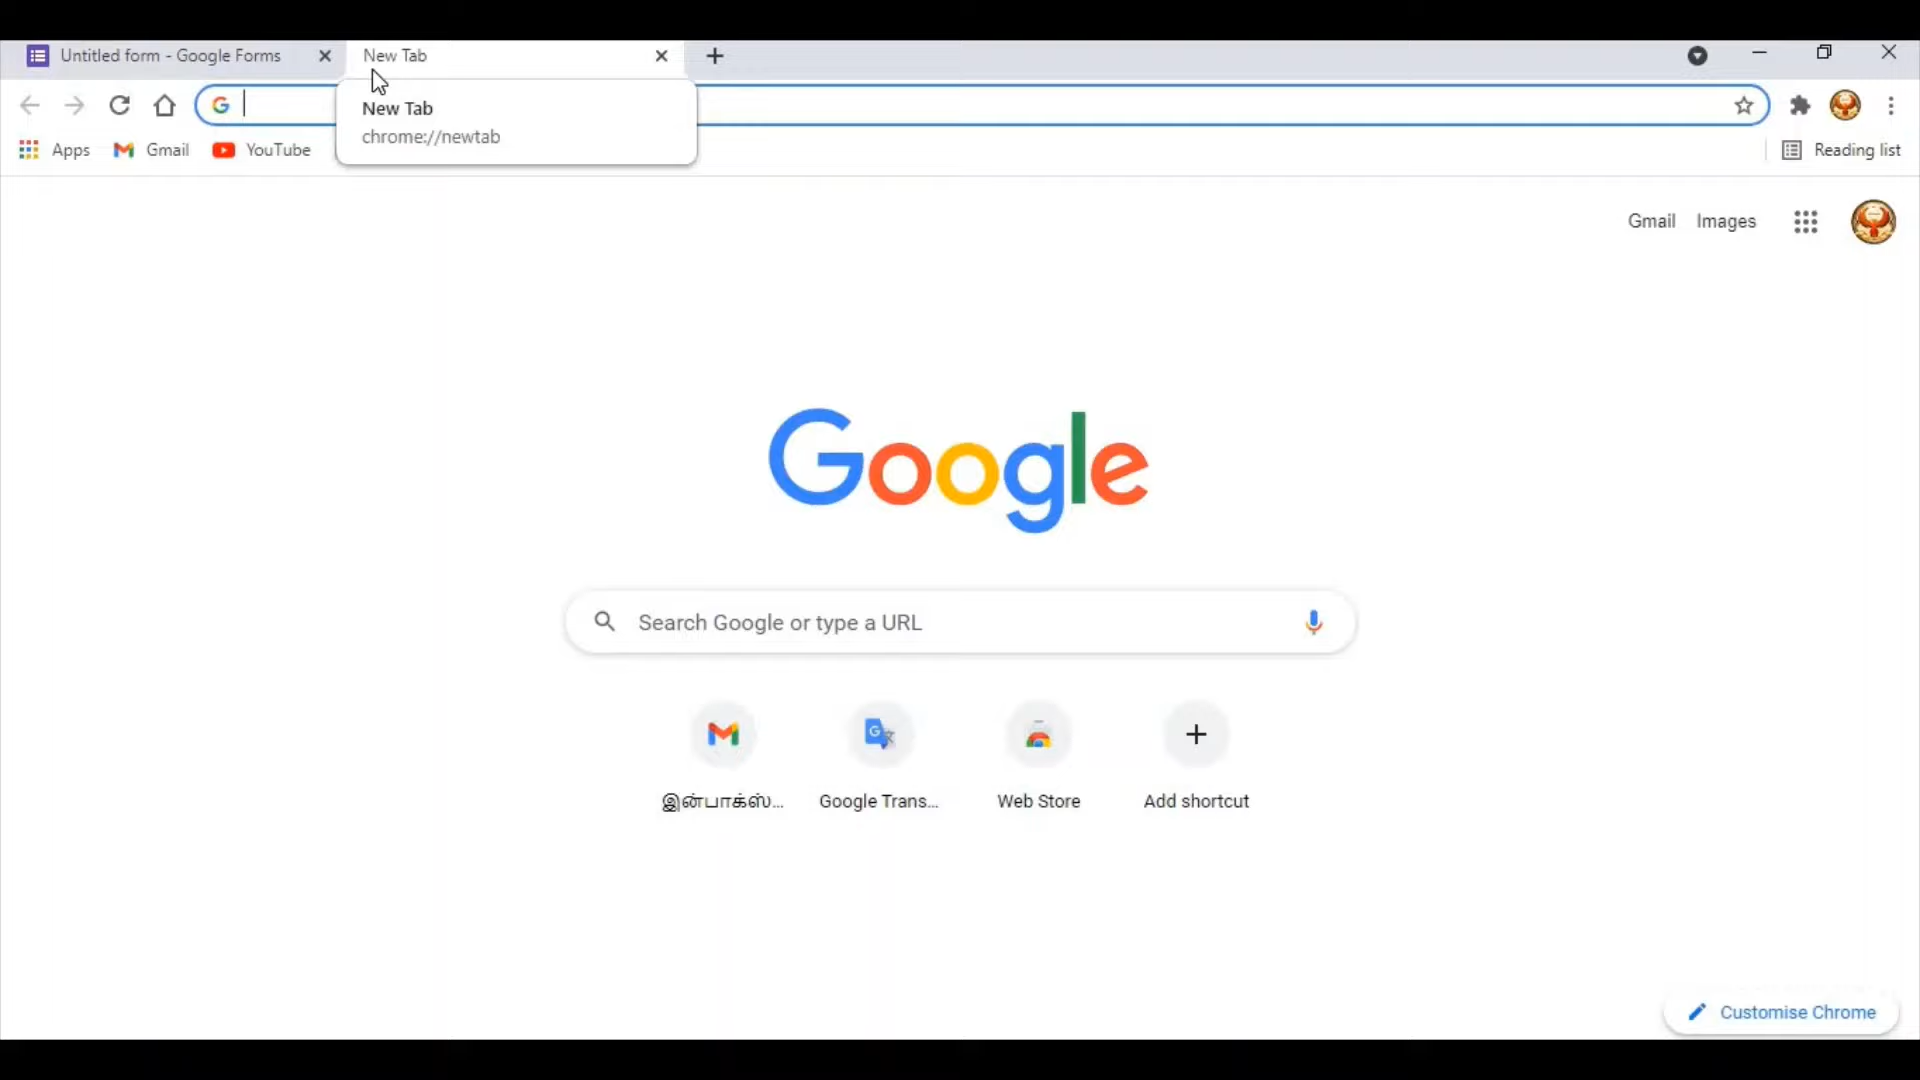 Untitled form - Google Forms
New Tab
New Tab
chrome://newtab
Apps
Gmail
YouTube
Reading list
Gmail
Images
Google
Search Google or type a URL
இன்பாக்ஸ்...
Google Trans...
Web Store
Add shortcut
Customise Chrome